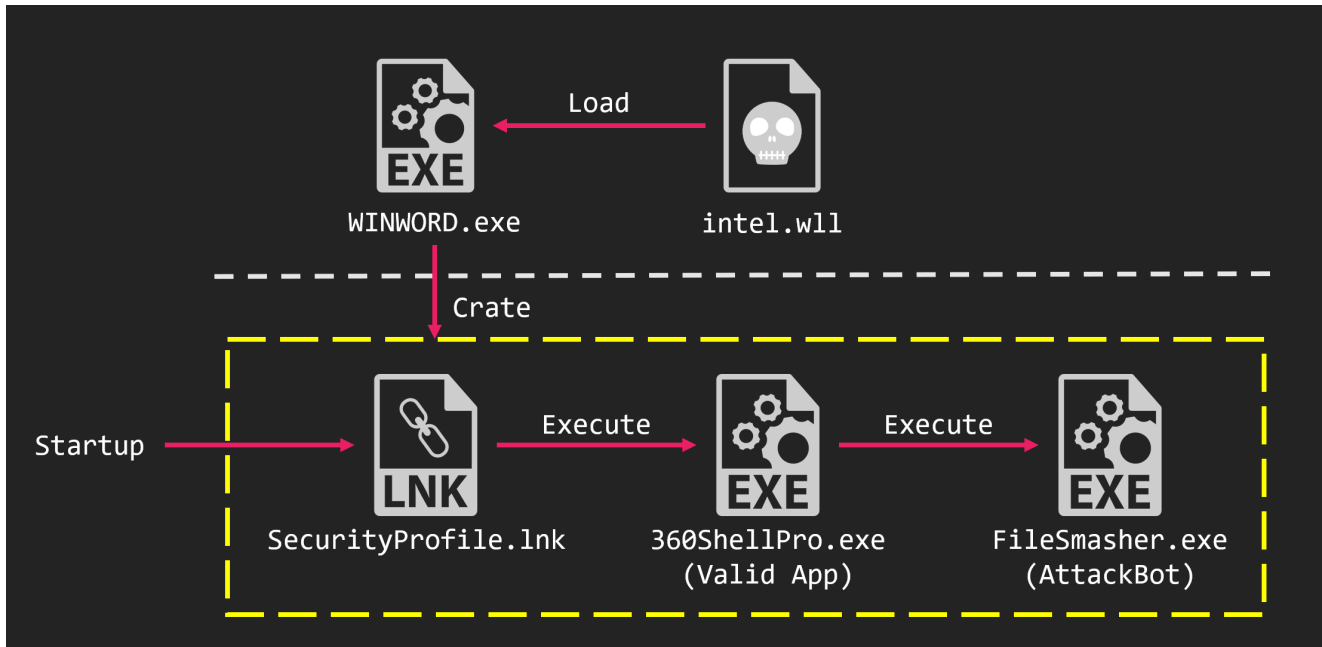 Load
EXE
WINWORD.exe
intel.wll
Crate
Startup
Execute
Execute
LNK
EXE
EXE
SecurityProfile.lnk
360ShellPro.exe
(Valid App)
FileSmasher.exe
(AttackBot)